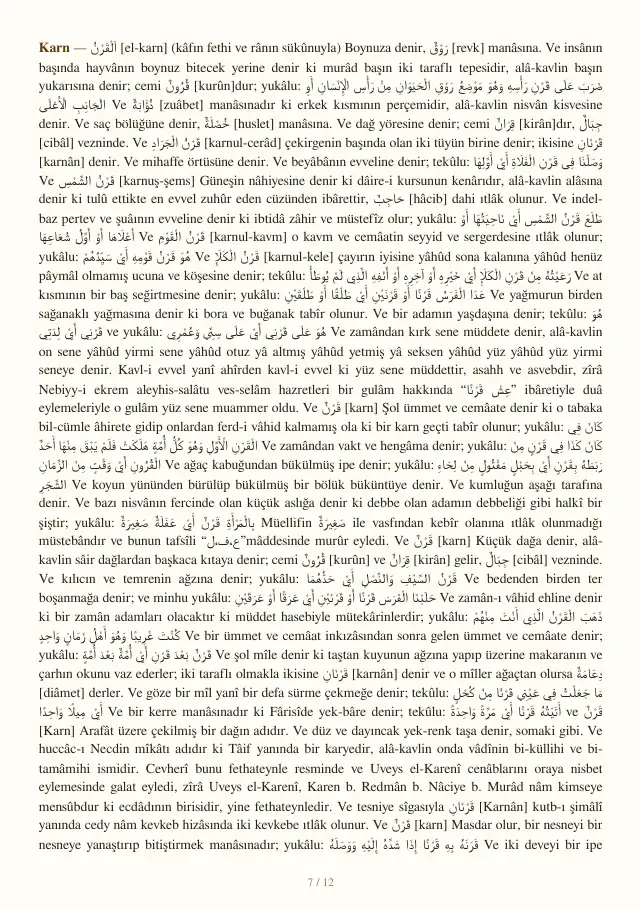 Karn — اَلْقَرْنُ [el-karn] (kâfın fethi ve rânın sükûnuyla) Boynuza denir, رَوْقٌ [revk] manâsına. Ve insânın
başında hayvânın boynuz bitecek yerine denir ki murâd başın iki taraflı tepesidir, alâ-kavlin başın
yukarısına denir; cemi قُرُونٌ [kurûn]dur; yukâlu: ضَرَبَ عَلَى قَرْنِ رَأْسِهِ وَهُوَ مَوْضِعُ رَوْقِ الْحَيَوَانِ مِنْ رَأْسِ الْإِنْسَانِ أَوِ
الْجَانِبِ الْأَعْلَى Ve ذُؤَابَةٌ [zuâbet] manâsınadır ki erkek kısmının perçemidir, alâ-kavlin nisvân kisvesine
denir. Ve saç bölüğüne denir, خُصْلَةٌ [huslet] manâsına. Ve dağ yöresine denir; cemi قِرَانٌ [kirân]dır, جِبَالٌ
[cibâl] vezninde. Ve قَرْنُ الْجَرَادِ [karnul-cerâd] çekirgenin başında olan iki tüyün birine denir; ikisine قَرْنَانِ
[karnân] denir. Ve mihaffe örtüsüne denir. Ve beyâbânın evveline denir; tekûlu: وَصَلْنَا فِي قَرْنِ الْفَلَاةِ أَيْ أَوَّلِهَا
Ve قَرْنُ الشَّمْسِ [karnuş-şems] Güneşin nâhiyesine denir ki dâire-i kursunun kenârıdır, alâ-kavlin alâsına
denir ki tulû ettikte en evvel zuhûr eden cüzünden ibârettir, حَاجِبٌ [hâcib] dahi ıtlâk olunur. Ve indel-
baz pertev ve şuâının evveline denir ki ibtidâ zâhir ve müstefîz olur; yukâlu: طَلَعَ قَرْنُ الشَّمْسِ أَيْ نَاحِيَتُهَا أَوْ
أَعْلَاهَا أَوْ أَوَّلُ شُعَاعِهَا Ve قَرْنُ الْقَوْمِ [karnul-kavm] o kavm ve cemâatin seyyid ve sergerdesine ıtlâk olunur;
yukâlu: هُوَ قَرْنُ قَوْمِهِ أَيْ سَيِّدُهُمْ Ve قَرْنُ الْكَلَإِ [karnul-kele] çayırın iyisine yâhûd sona kalanına yâhûd henüz
pâymâl olmamış ucuna ve köşesine denir; tekûlu: رَعَيْتُهُ مِنْ قَرْنِ الْكَلَإِ أَيْ خَيْرِهِ أَوْ آخِرِهِ أَوْ أَنْفِهِ الَّذِي لَمْ يُوطَأْ Ve at
kısmının bir baş seğirtmesine denir; yukâlu: عَدَا الْفَرَسُ قَرْنًا أَوْ قَرْنَيْنِ أَيْ طَلَقًا أَوْ طَلَقَيْنِ Ve yağmurun birden
sağanaklı yağmasına denir ki bora ve buğanak tabîr olunur. Ve bir adamın yaşdaşına denir; tekûlu: هُوَ
قَرْنِي أَيْ لِدَتِي ve yukâlu: هُوَ عَلَى قَرْنِي أَيْ عَلَى سِنِّي وَعُمْرِي Ve zamândan kırk sene müddete denir, alâ-kavlin
on sene yâhûd yirmi sene yâhûd otuz yâ altmış yâhûd yetmiş yâ seksen yâhûd yüz yâhûd yüz yirmi
seneye denir. Kavl-i evvel yanî âhirden kavl-i evvel ki yüz sene müddettir, asahh ve asvebdir, zîrâ
Nebiyy-i ekrem aleyhis-salâtu ves-selâm hazretleri bir gulâm hakkında “عِشْ قَرْنًا” ibâretiyle duâ
eylemeleriyle o gulâm yüz sene muammer oldu. Ve قَرْنٌ [karn] Şol ümmet ve cemâate denir ki o tabaka
bil-cümle âhirete gidip onlardan ferd-i vâhid kalmamış ola ki bir karn geçti tabîr olunur; yukâlu: كَانَ فِي
الْقَرْنِ الْأَوَّلِ وَهُوَ كُلُّ أُمَّةٍ هَلَكَتْ فَلَمْ يَبْقَ مِنْهَا أَحَدٌ Ve zamândan vakt ve hengâma denir; yukâlu: كَانَ كَذَا فِي قَرْنٍ مِنَ
الْقُرُونِ أَيْ وَقْتٍ مِنَ الزَّمَانِ Ve ağaç kabuğundan bükülmüş ipe denir; yukâlu: رَبَطَهُ بِقَرْنٍ أَيْ بِحَبْلٍ مَفْتُولٍ مِنْ لِحَاءِ
الشَّجَرِ Ve koyun yününden bürülüp bükülmüş bir bölük büküntüye denir. Ve kumluğun aşağı tarafına
denir. Ve bazı nisvânın fercinde olan küçük aslığa denir ki debbe olan adamın debbeliği gibi halkî bir
şiştir; yukâlu: بِالْمَرْأَةِ قَرْنٌ أَيْ عَفَلَةٌ صَغِيرَةٌ Müellifin صَغِيرَةٌ ile vasfından kebîr olanına ıtlâk olunmadığı
müstebândır ve bunun tafsîli “ع،ف،ل”mâddesinde murûr eyledi. Ve قَرْنٌ [karn] Küçük dağa denir, alâ-
kavlin sâir dağlardan başkaca kıtaya denir; cemi قُرُونٌ [kurûn] ve قِرَانٌ [kirân] gelir, جِبَالٌ [cibâl] vezninde.
Ve kılıcın ve temrenin ağzına denir; yukâlu: قَرْنُ السَّيْفِ وَالنَّصْلِ أَيْ حَدُّهُمَا Ve bedenden birden ter
boşanmağa denir; ve minhu yukâlu: حَلَبْنَا الْفَرَسَ قَرْنًا أَوْ قَرْنَيْنِ أَيْ عَرَقًا أَوْ عَرَقَيْنِ Ve zamân-ı vâhid ehline denir
ki bir zamân adamları olacaktır ki müddet hasebiyle mütekârinlerdir; yukâlu: ذَهَبَ الْقَرْنُ الَّذِي أَنْتَ مِنْهُمْ
كُنْتَ غَرِيبًا وَهُوَ أَهْلُ زَمَانٍ وَاحِدٍ Ve bir ümmet ve cemâat inkızâsından sonra gelen ümmet ve cemâate denir;
yukâlu: قَرْنٌ بَعْدَ قَرْنٍ أَيْ أُمَّةٌ بَعْدَ أُمَّةٍ Ve şol mîle denir ki taştan kuyunun ağzına yapıp üzerine makaranın ve
çarhın okunu vaz ederler; iki taraflı olmakla ikisine قَرْنَانِ [karnân] denir ve o mîller ağaçtan olursa دِعَامَةٌ
[diâmet] derler. Ve göze bir mîl yanî bir defa sürme çekmeğe denir; tekûlu: مَا جَعَلْتُ فِي عَيْنِي قَرْنًا مِنْ كُحْلٍ
أَيْ مِيلًا وَاحِدًا Ve bir kerre manâsınadır ki Fârisîde yek-bâre denir; tekûlu: أَتَيْتُهُ قَرْنًا أَيْ مَرَّةً وَاحِدَةً ve قَرْنٌ
[Karn] Arafât üzere çekilmiş bir dağın adıdır. Ve düz ve dayıncak yek-renk taşa denir, somaki gibi. Ve
huccâc-ı Necdin mîkâtı adıdır ki Tâif yanında bir karyedir, alâ-kavlin onda vâdînin bi-küllihi ve bi-
tamâmihi ismidir. Cevherî bunu fethateynle resminde ve Uveys el-Karenî cenâblarını oraya nisbet
eylemesinde galat eyledi, zîrâ Uveys el-Karenî, Karen b. Redmân b. Nâciye b. Murâd nâm kimseye
mensûbdur ki ecdâdının birisidir, yine fethateynledir. Ve tesniye sîgasıyla قَرْنَانِ [Karnân] kutb-ı şimâlî
yanında cedy nâm kevkeb hizâsında iki kevkebe ıtlâk olunur. Ve قَرْنٌ [karn] Masdar olur, bir nesneyi bir
nesneye yanaştırıp bitiştirmek manâsınadır; yukâlu: قَرَنَهُ بِهِ قَرْنًا إِذَا شَدَّهُ إِلَيْهِ وَوَصَلَهُ Ve iki deveyi bir ipe
7 / 12